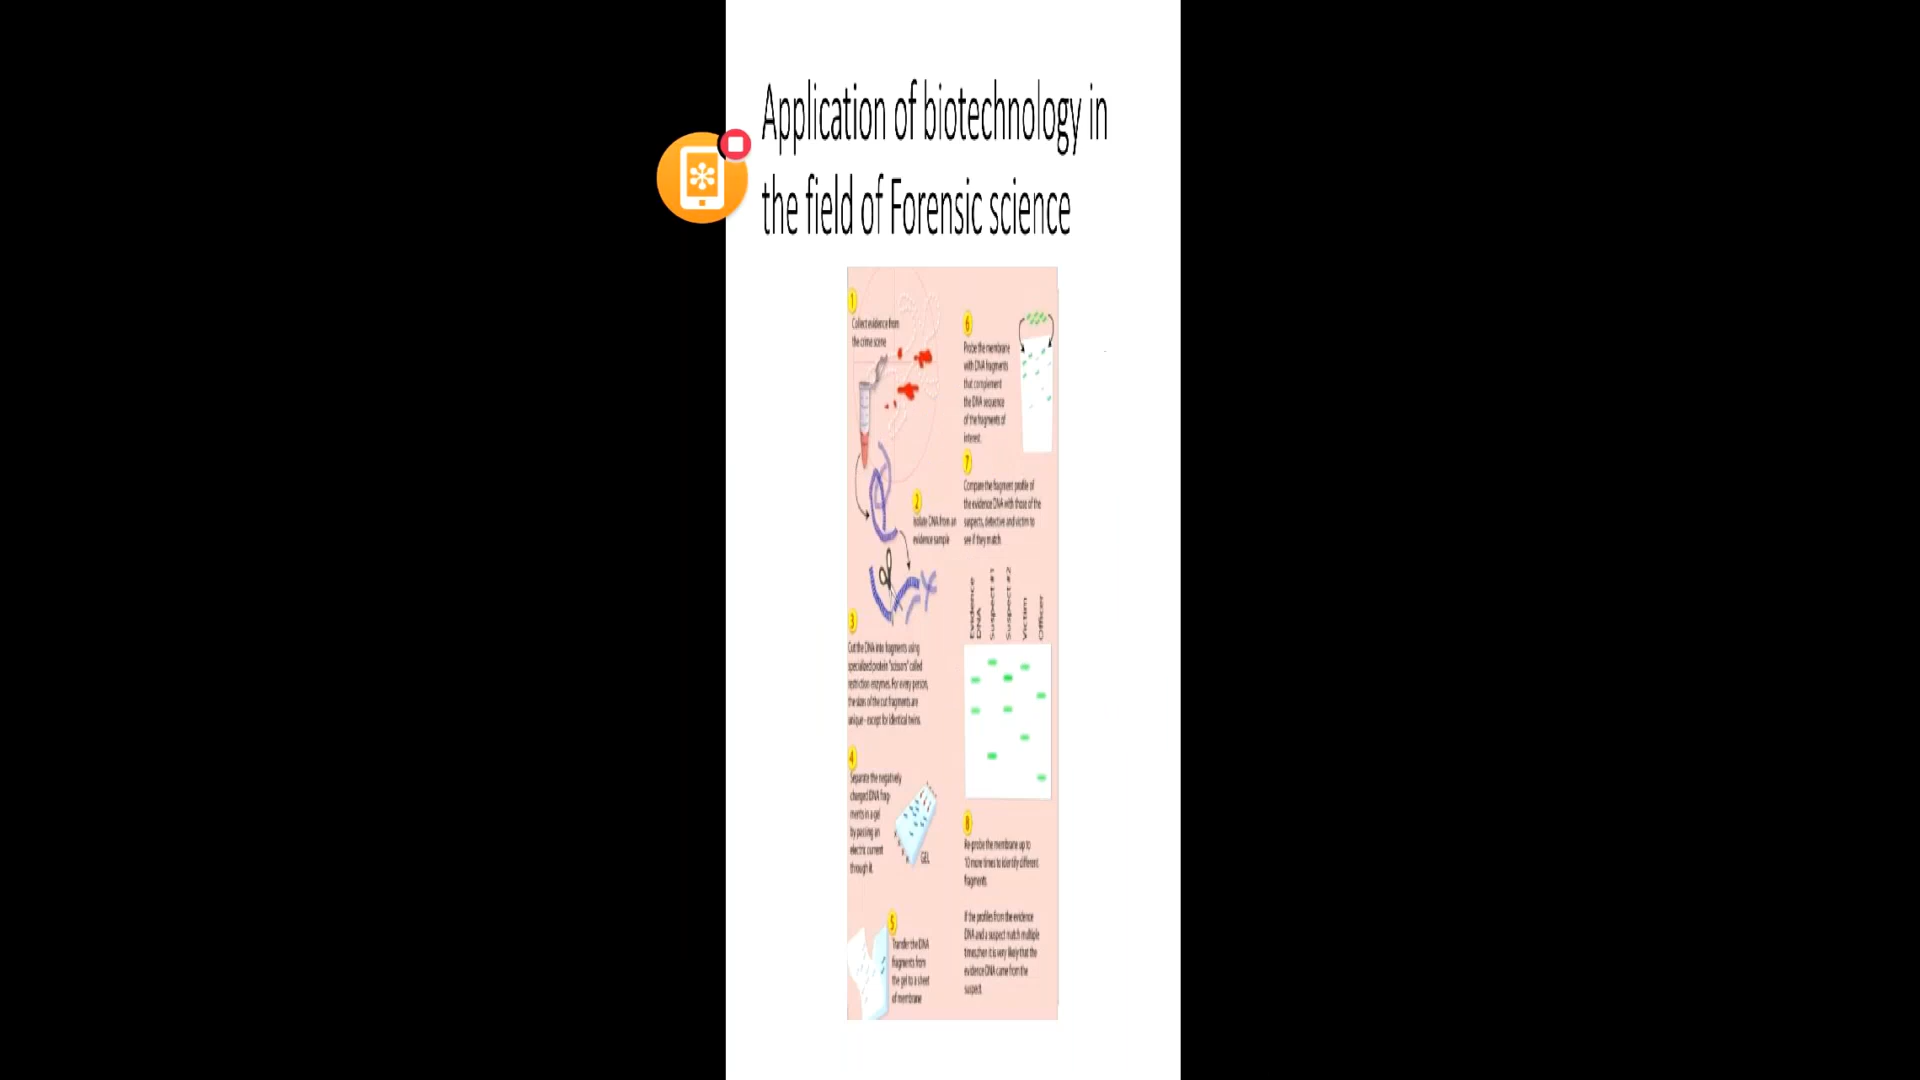 Application of biotechnology in
the field of Forensic science
1
Collect evidence from
the crime scene
2
Isolate DNA from an
evidence sample
3
Cut the DNA into fragments using
specialized protein "scissors" called
restriction enzymes. For every person,
the sizes of the cut fragments are
unique - except for identical twins.
4
Separate the negatively
charged DNA frag-
ments in a gel
by passing an
electric current
through it.
GEL
5
Transfer the DNA
fragments from
the gel to a sheet
of membrane
6
Probe the membrane
with DNA fragments
that complement
the DNA sequence
of the fragments of
interest.
7
Compare the fragment profile of
the evidence DNA with those of the
suspects, detective and victim to
see if they match.
Evidence
DNA
Suspect #1
Suspect #2
Victim
Officer
8
Re-probe the membrane up to
10 more times to identify different
fragments
If the profiles from the evidence
DNA and a suspect match multiple
times,then it is very likely that the
evidence DNA came from the
suspect.